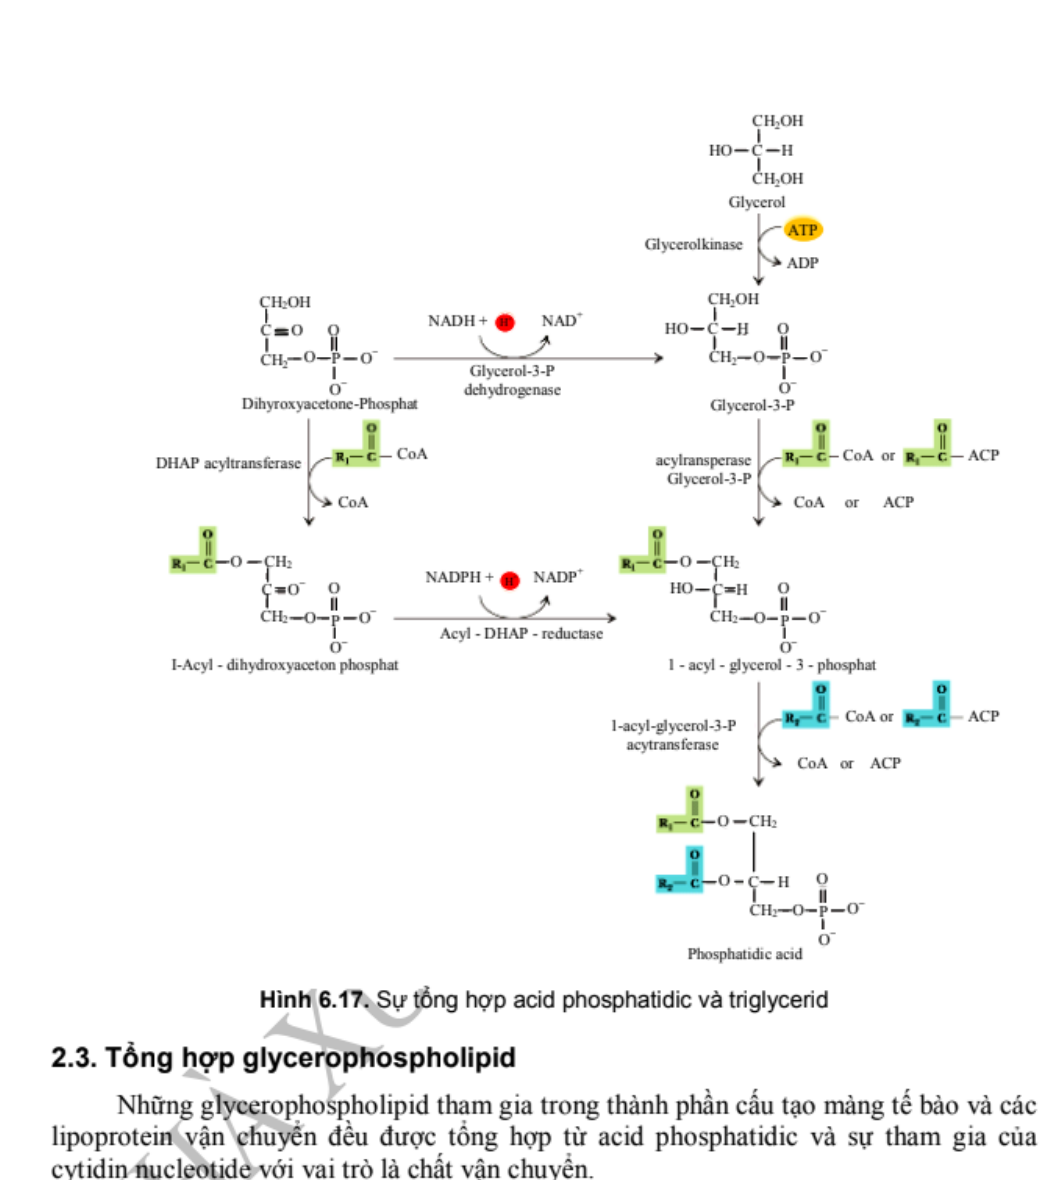 CH₂OH
HO—C—H
CH₂OH
Glycerol
Glycerolkinase
ATP
ADP
CH₂OH
C=O O
CH₂—O—P—O⁻
O⁻
Dihyroxyacetone-Phosphat
NADH + H NAD⁺
Glycerol-3-P
dehydrogenase
CH₂OH
HO—C—H O
CH₂—O—P—O⁻
O⁻
Glycerol-3-P
DHAP acyltransferase
O
R₁—C—CoA
CoA
acylransperase
Glycerol-3-P
O O
R₁—C—CoA or R₁—C—ACP
CoA or ACP
O
R₁—C—O—CH₂
C=O⁻ O
CH₂—O—P—O⁻
O⁻
I-Acyl - dihydroxyaceton phosphat
NADPH + H NADP⁺
Acyl - DHAP - reductase
O
R₁—C—O—CH₂
HO—C=H O
CH₂—O—P—O⁻
O⁻
1 - acyl - glycerol - 3 - phosphat
1-acyl-glycerol-3-P
acytransferase
O O
R₂—C—CoA or R₂—C—ACP
CoA or ACP
O
R₁—C—O—CH₂
O
R₂—C—O-C—H O
CH₂—O—P—O⁻
O⁻
Phosphatidic acid
Hình 6.17. Sự tổng hợp acid phosphatidic và triglycerid
2.3. Tổng hợp glycerophospholipid
Những glycerophospholipid tham gia trong thành phần cấu tạo màng tế bào và các
lipoprotein vận chuyển đều được tổng hợp từ acid phosphatidic và sự tham gia của
cytidin nucleotide với vai trò là chất vận chuyển.